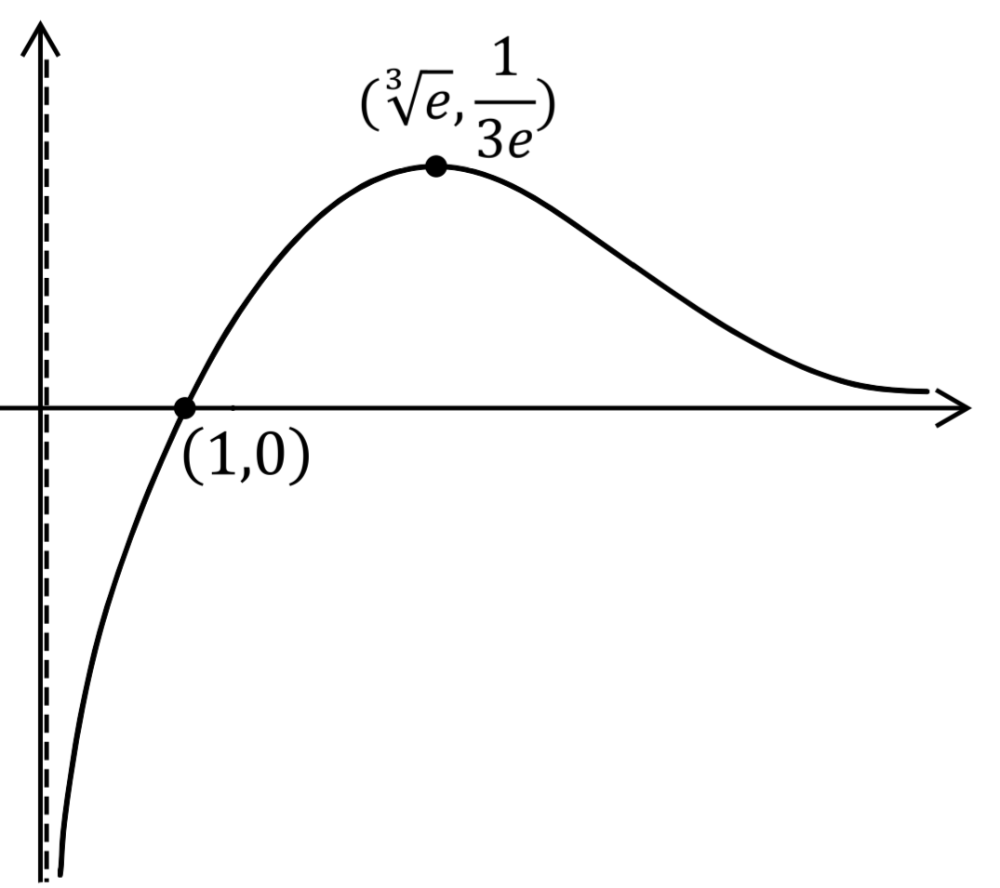 (∛e, 1/3e)
(1,0)